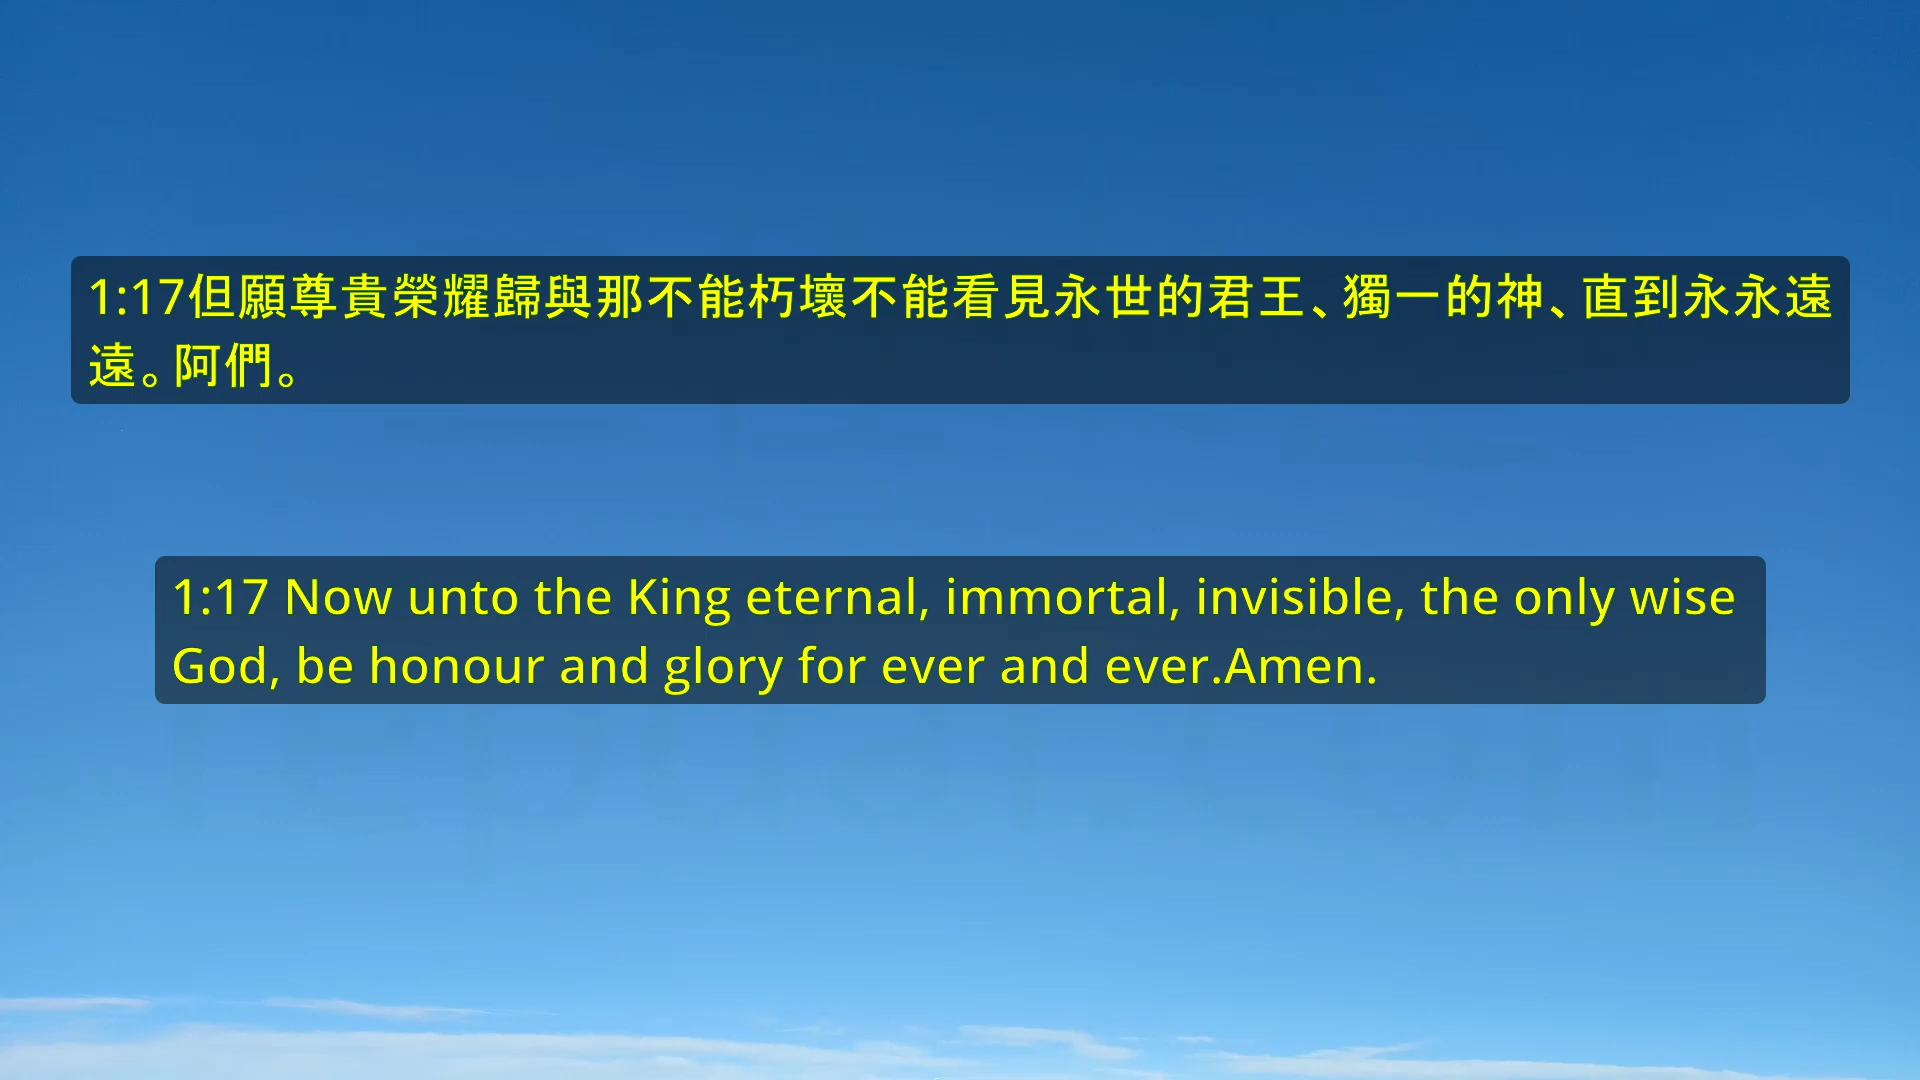 1:17但願尊貴榮耀歸與那不能朽壞不能看見永世的君王、獨一的神、直到永永遠
遠。阿們。
1:17 Now unto the King eternal, immortal, invisible, the only wise
God, be honour and glory for ever and ever.Amen.